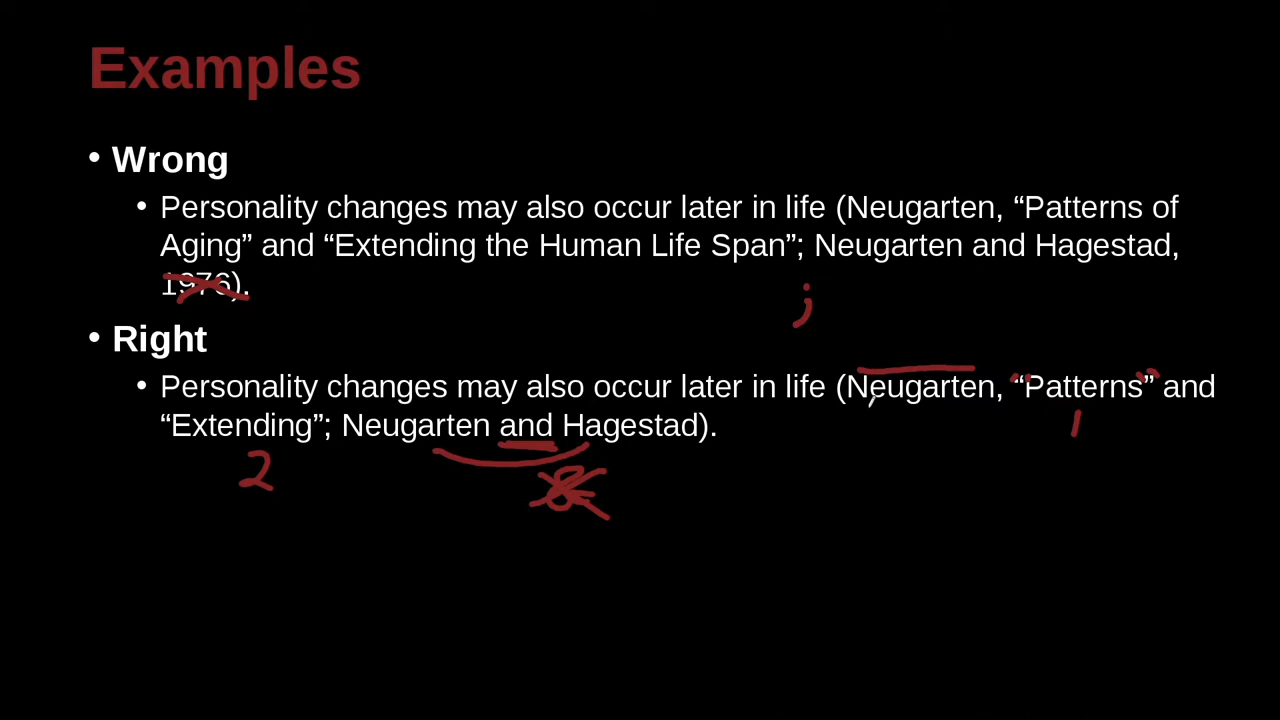 Examples
• Wrong
• Personality changes may also occur later in life (Neugarten, “Patterns of
Aging” and “Extending the Human Life Span”; Neugarten and Hagestad,
1976).
;
• Right
• Personality changes may also occur later in life (Neugarten, “Patterns” and
“Extending”; Neugarten and Hagestad).
1
2
&